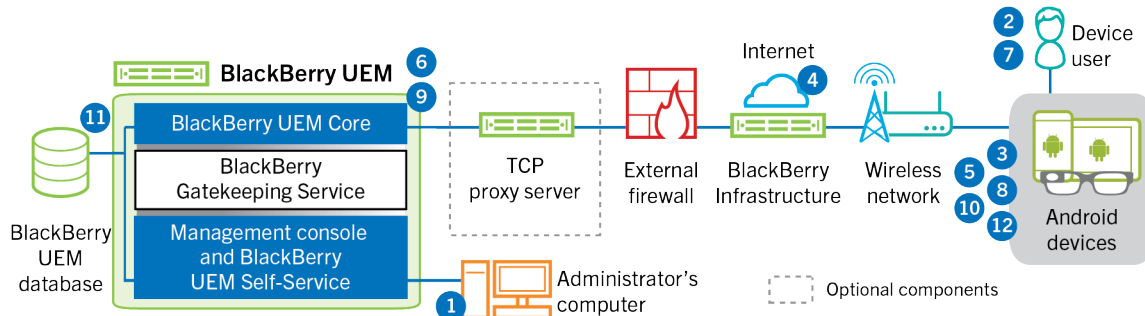 2
Device
user
7
Internet
4
BlackBerry UEM
6
9
11
BlackBerry UEM Core
BlackBerry
Gatekeeping Service
Management console
and BlackBerry
UEM Self-Service
BlackBerry
UEM
database
TCP
proxy server
External
firewall
BlackBerry
Infrastructure
Wireless
network
3
5
8
10
12
Android
devices
1
Administrator's
computer
Optional components